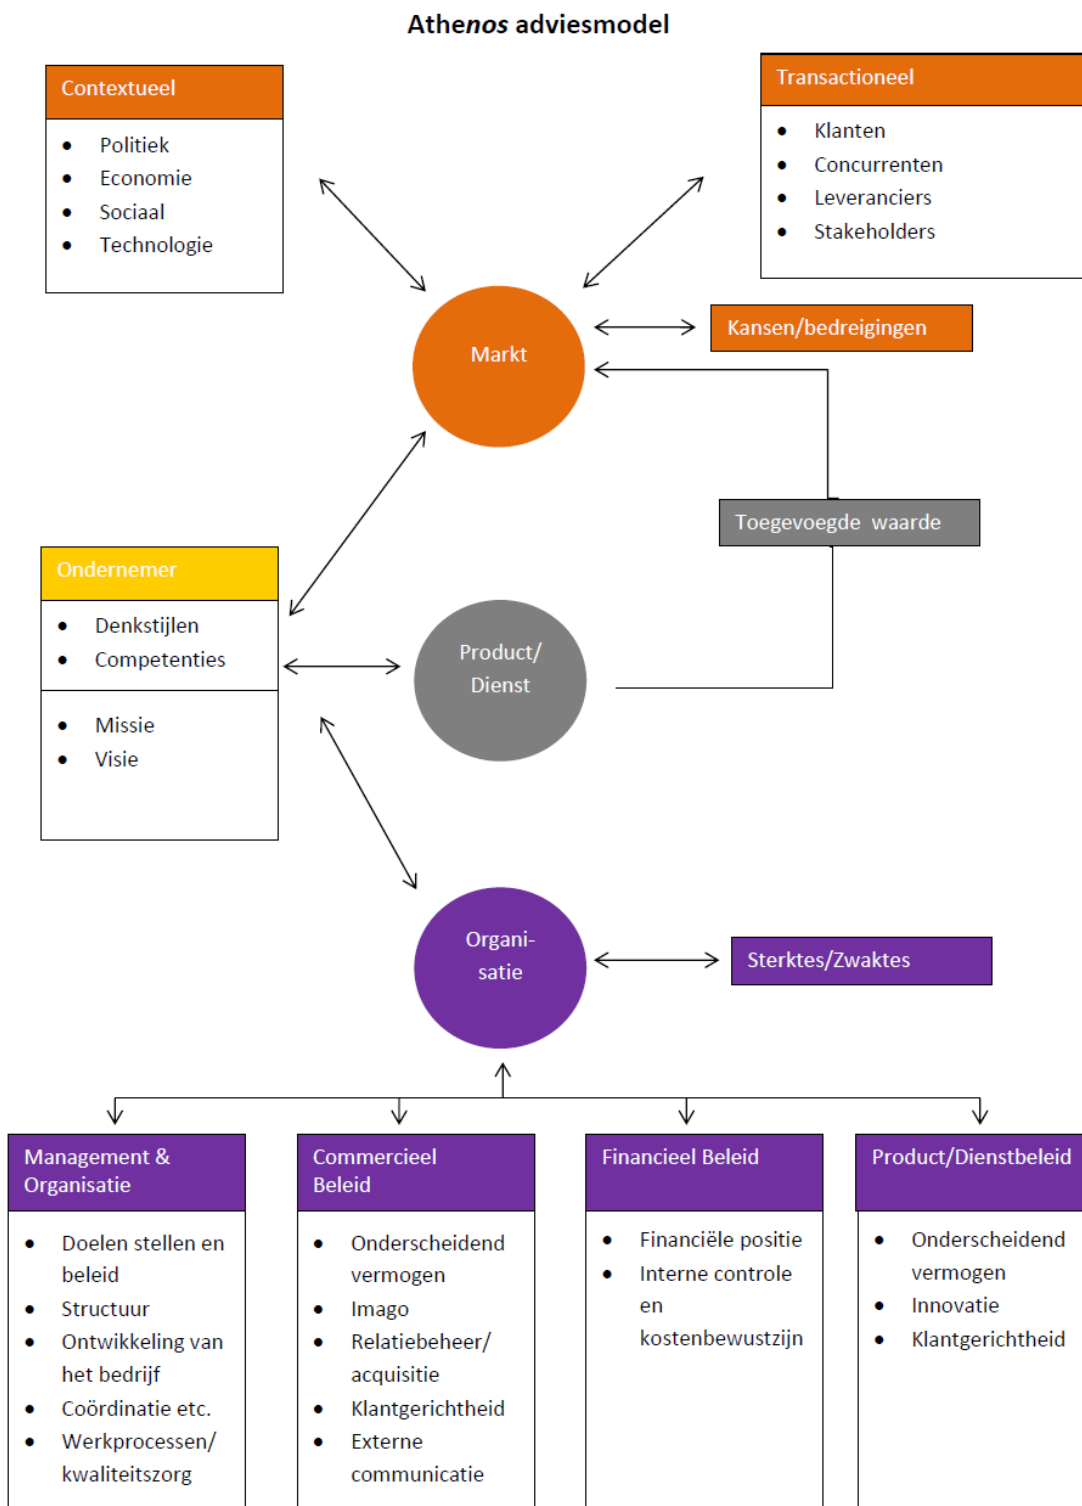 Athenos adviesmodel
Contextueel
• Politiek
• Economie
• Sociaal
• Technologie
Transactioneel
• Klanten
• Concurrenten
• Leveranciers
• Stakeholders
Markt
Kansen/bedreigingen
Toegevoegde waarde
Ondernemer
• Denkstijlen
• Competenties
• Missie
• Visie
Product/
Dienst
Organi-
satie
Sterktes/Zwaktes
Management &
Organisatie
• Doelen stellen en
beleid
• Structuur
• Ontwikkeling van
het bedrijf
• Coördinatie etc.
• Werkprocessen/
kwaliteitszorg
Commercieel
Beleid
• Onderscheidend
vermogen
• Imago
• Relatiebeheer/
acquisitie
• Klantgerichtheid
• Externe
communicatie
Financieel Beleid
• Financiële positie
• Interne controle
en
kostenbewustzijn
Product/Dienstbeleid
• Onderscheidend
vermogen
• Innovatie
• Klantgerichtheid